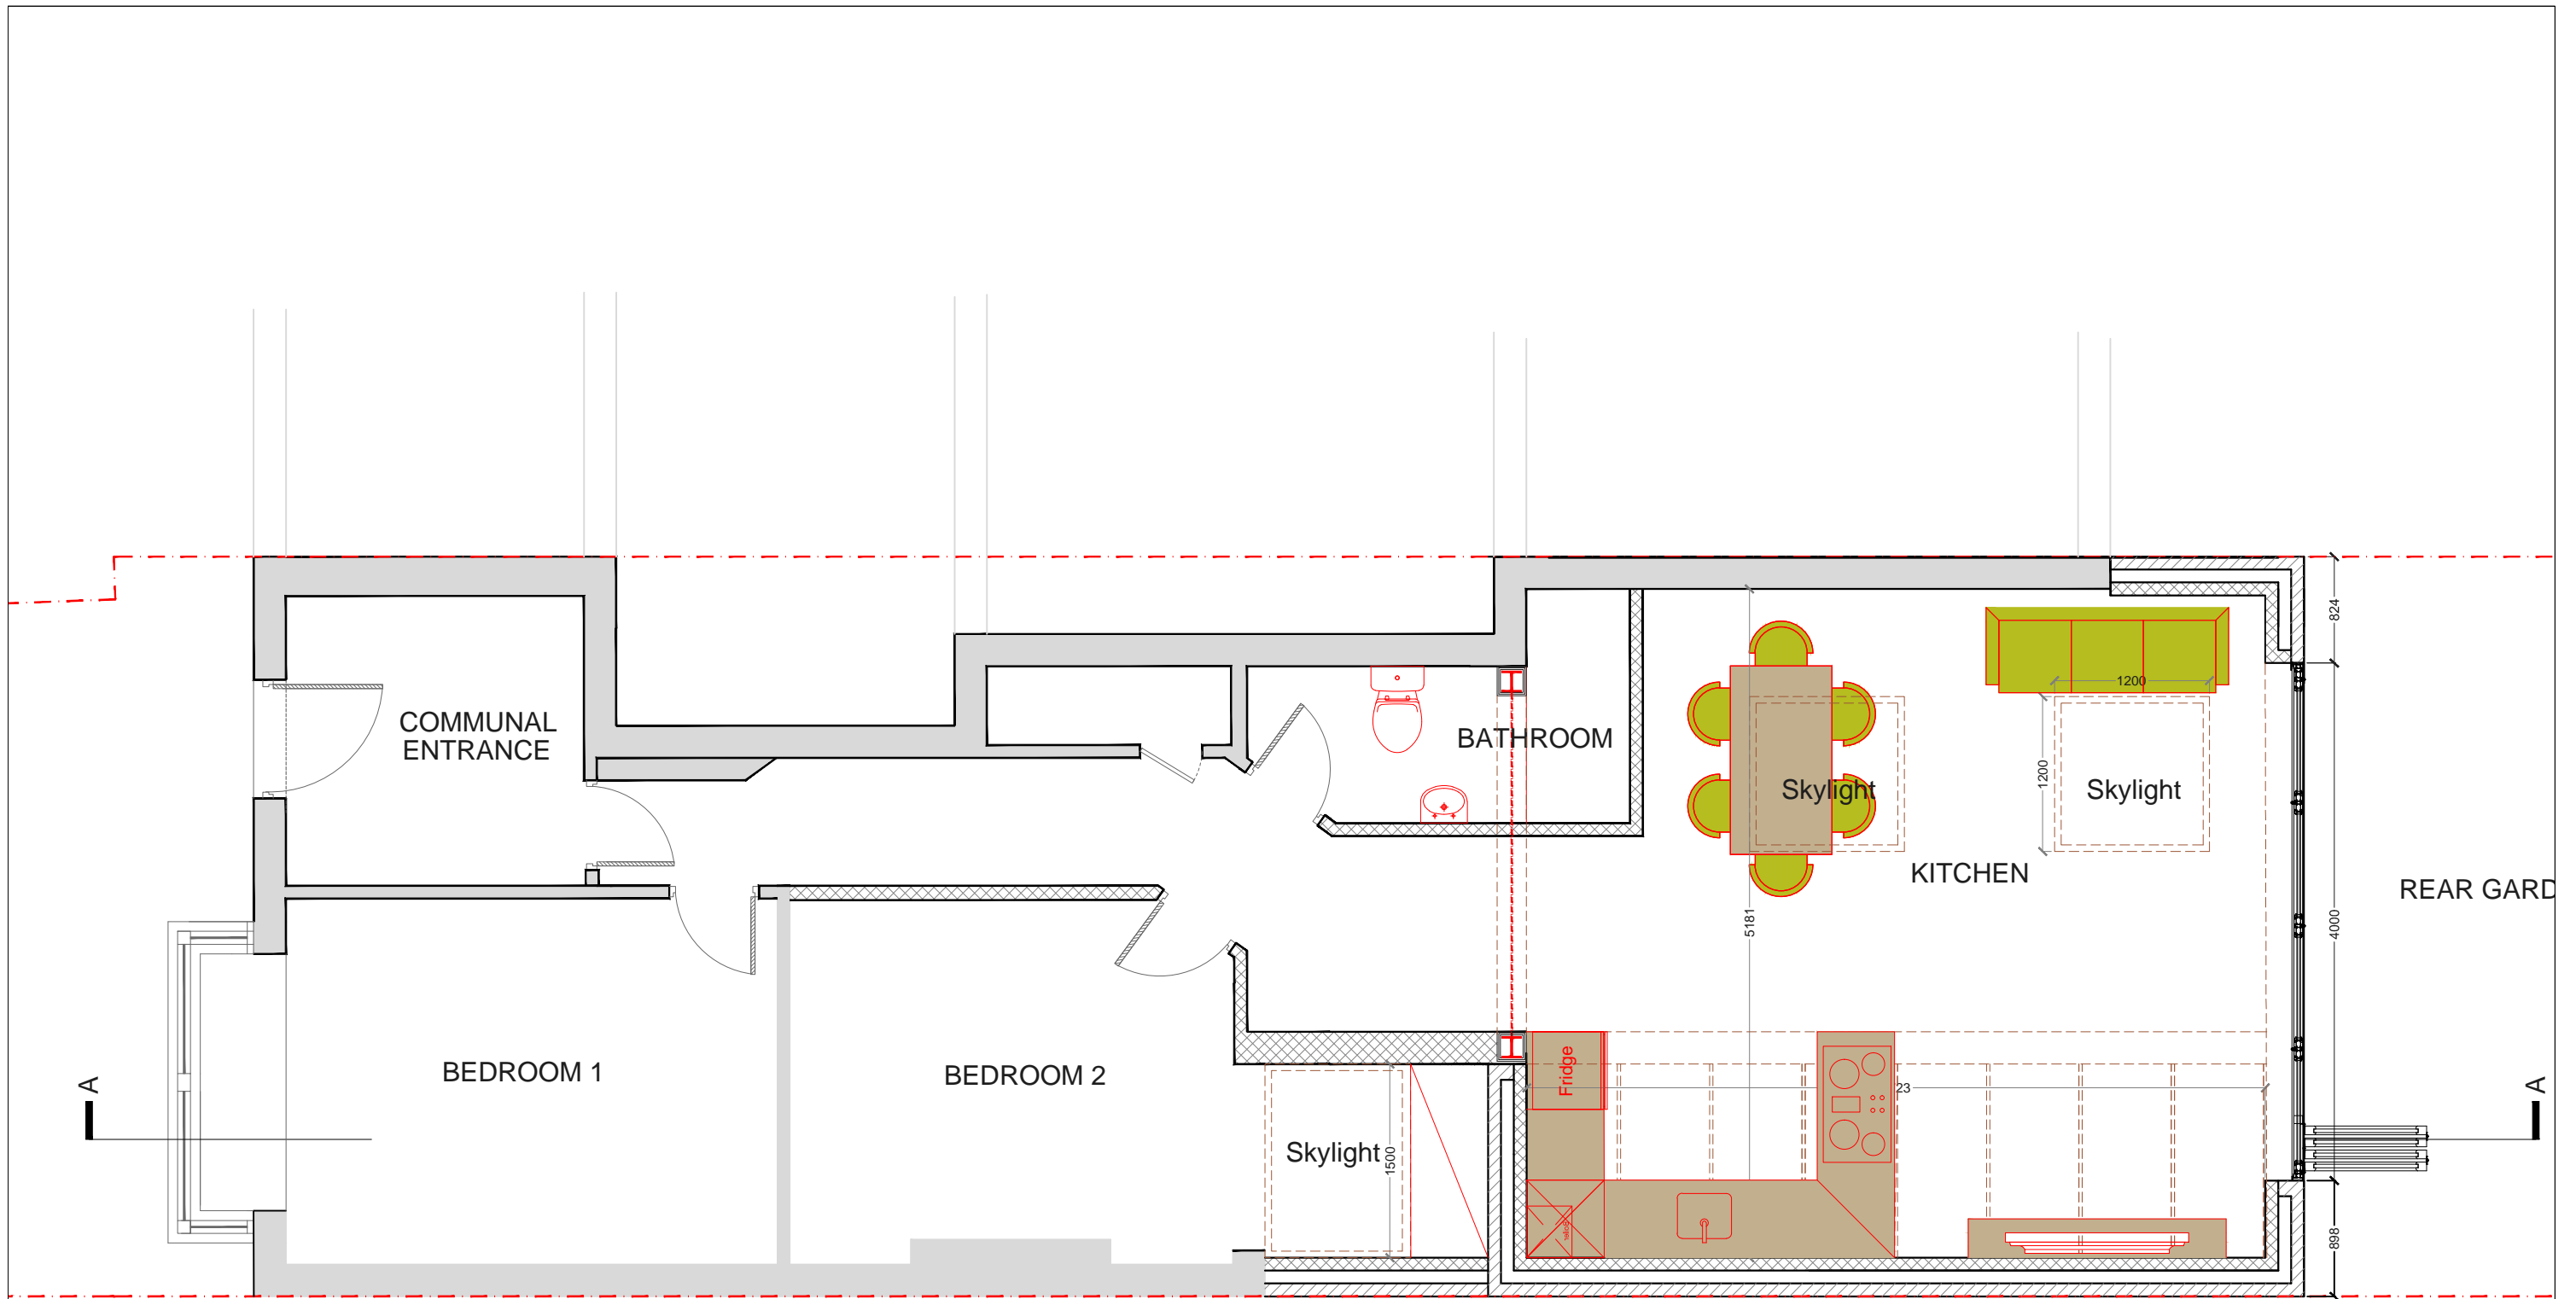 COMMUNAL
ENTRANCE
BATHROOM
824
1200
1200
Skylight
Skylight
KITCHEN
REAR GARD
5181
4000
BEDROOM 1
BEDROOM 2
Fridge
23
A
A
Skylight
1500
898